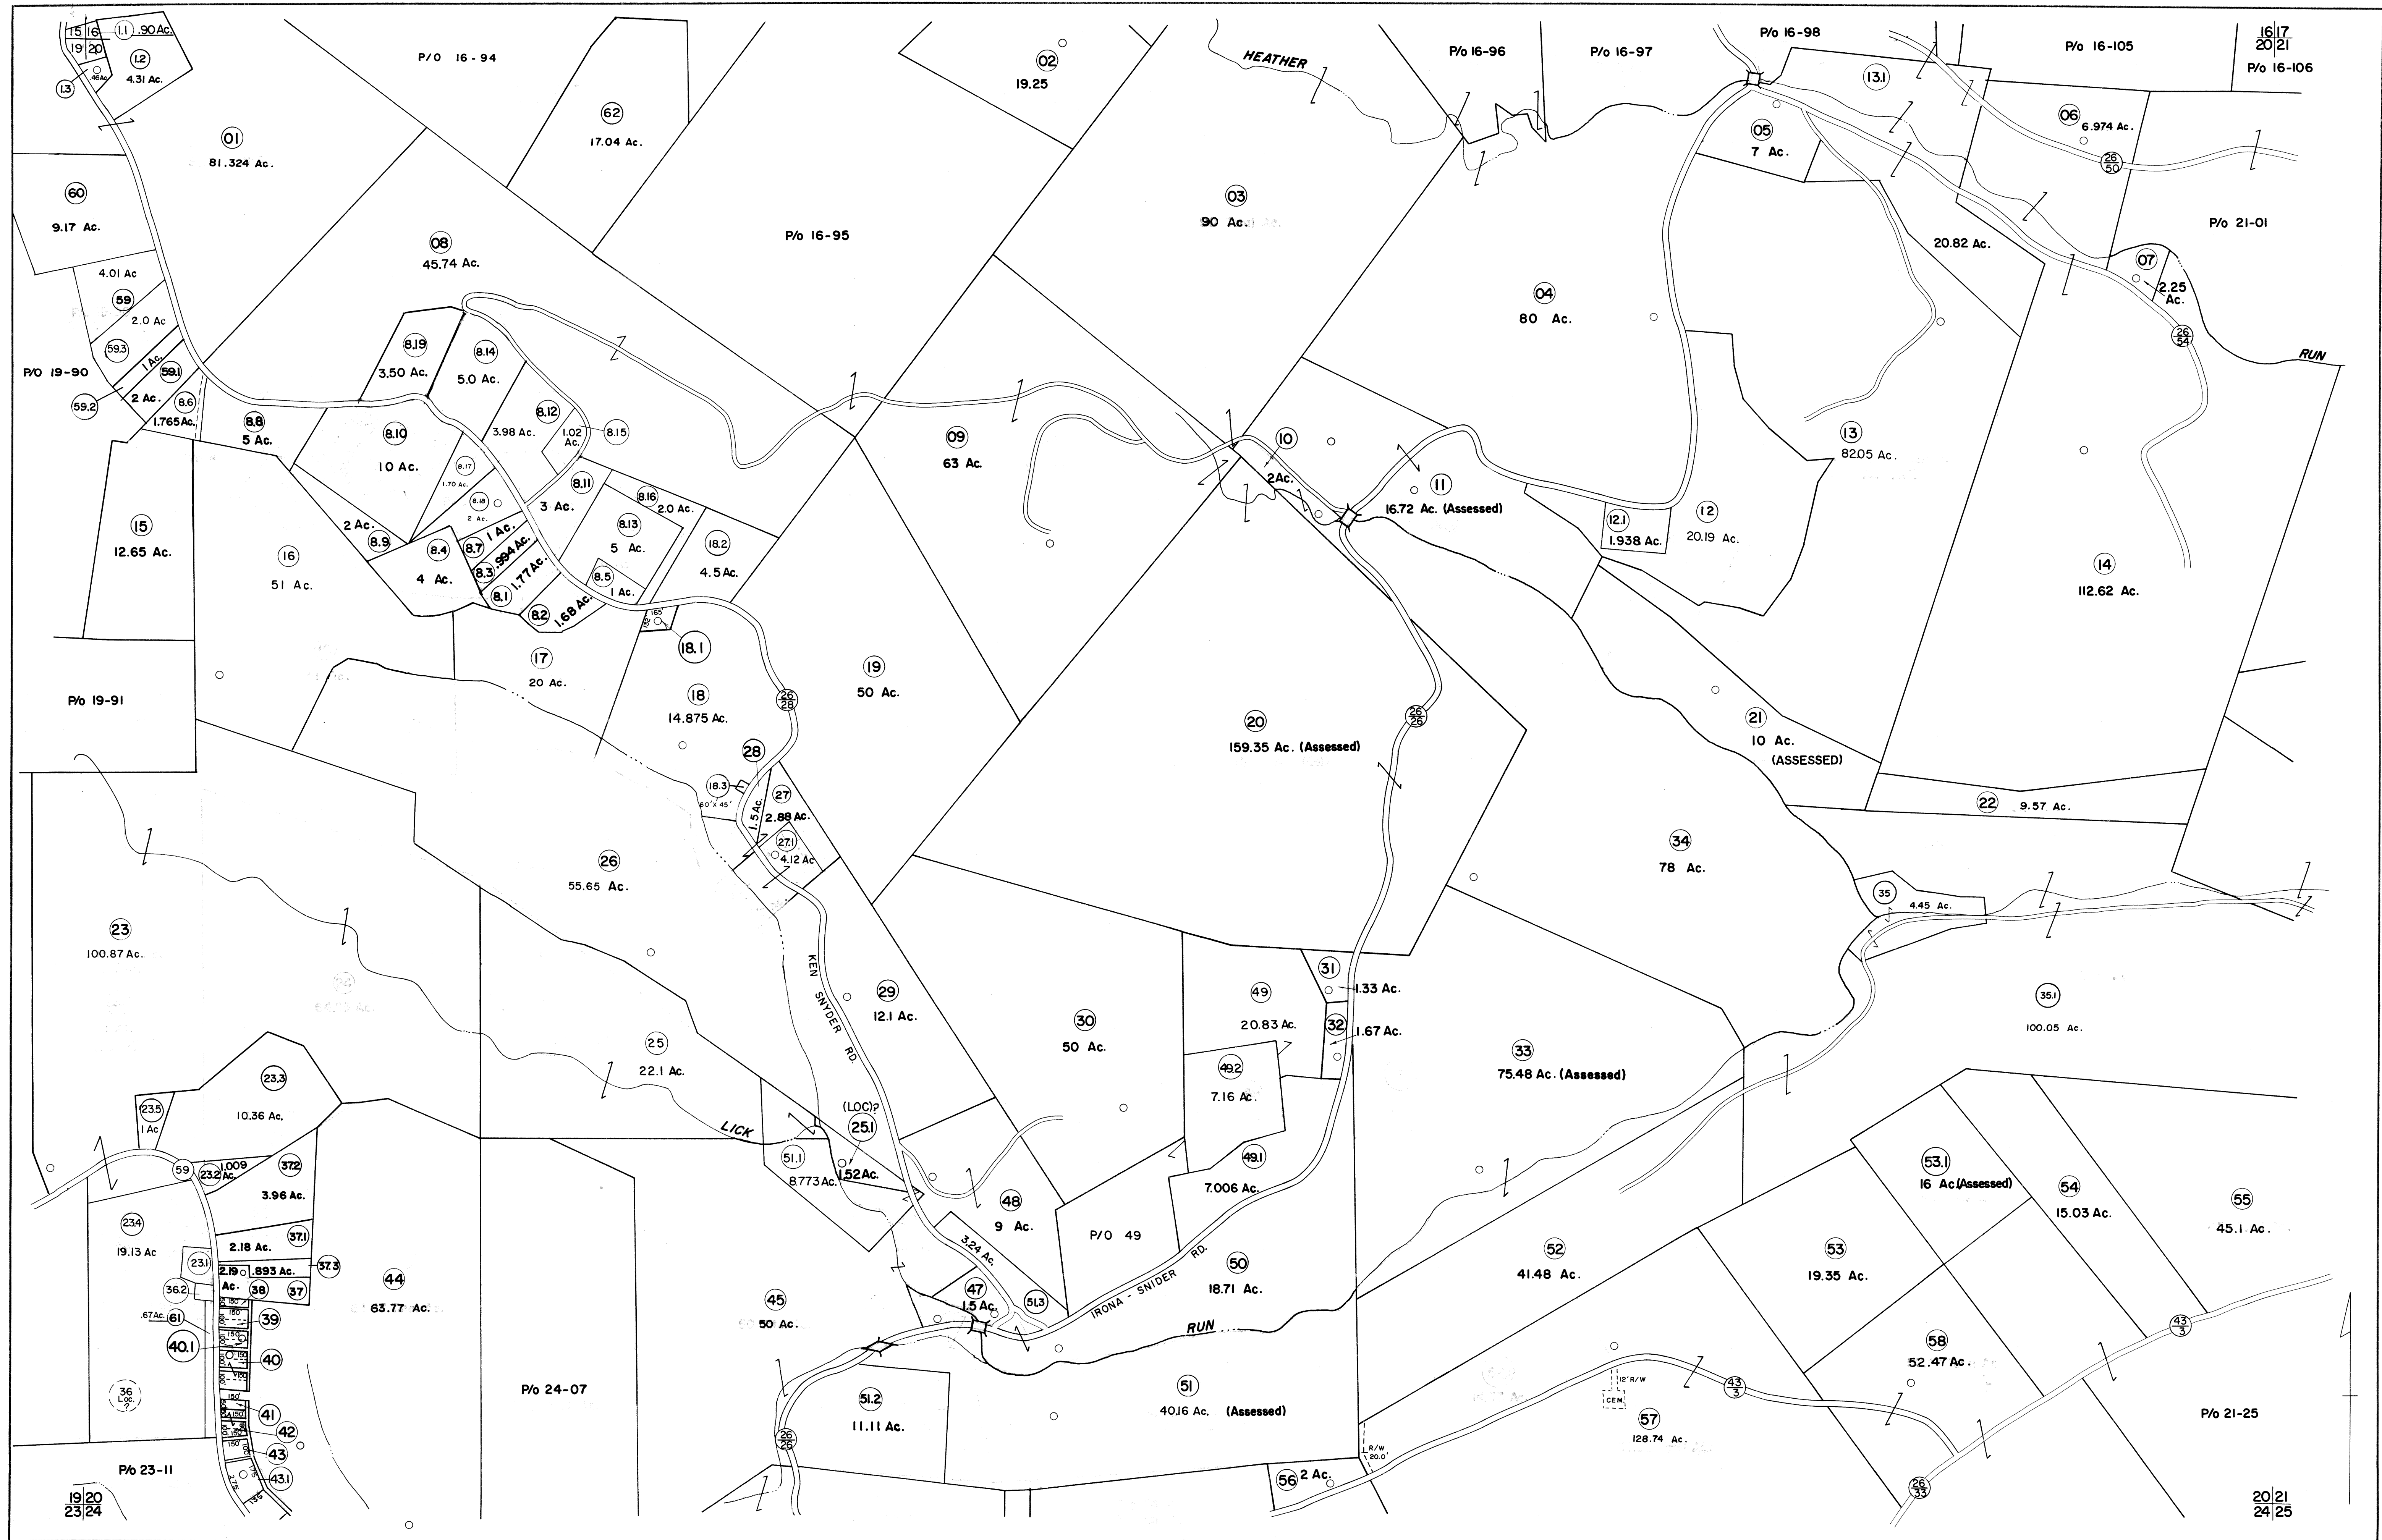 15 16
19 20
1.1 .90 Ac.
1.2
4.31 Ac.
.46 Ac
1.3
01
81.324 Ac.
P/O 16-94
62
17.04 Ac.
02
19.25
HEATHER
P/o 16-96
P/o 16-97
P/o 16-98
P/o 16-105
16 17
20 21
P/o 16-106
13.1
05
7 Ac.
06
6.974 Ac.
26
50
60
9.17 Ac.
08
45.74 Ac.
P/o 16-95
03
90 Ac.
20.82 Ac.
P/o 21-01
07
2.25
Ac.
26
54
RUN
4.01 Ac
59
2.0 Ac
59.3
1 Ac.
59.1
2 Ac.
59.2
P/O 19-90
8.6
1.765 Ac.
8.8
5 Ac.
8.19
3.50 Ac.
8.14
5.0 Ac.
8.12
3.98 Ac.
1.02
Ac.
8.15
8.10
10 Ac.
8.17
1.70 Ac.
8.18
2 Ac.
8.11
3 Ac.
8.16
2.0 Ac.
8.13
5 Ac.
8.5
1 Ac.
18.2
4.5 Ac.
2 Ac.
8.9
8.4
4 Ac.
8.7
1 Ac.
8.3
.994 Ac.
8.1
1.77 Ac.
8.2
1.68 Ac.
165'
132'
18.1
04
80 Ac.
09
63 Ac.
10
2 Ac.
11
16.72 Ac. (Assessed)
12.1
1.938 Ac.
12
20.19 Ac.
13
82.05 Ac.
14
112.62 Ac.
15
12.65 Ac.
16
51 Ac.
17
20 Ac.
18
14.875 Ac.
26
28
19
50 Ac.
20
159.35 Ac. (Assessed)
26
26
21
10 Ac.
(ASSESSED)
22
9.57 Ac.
P/o 19-91
28
18.3
60' x 45'
1.5 Ac.
27
2.88 Ac.
27.1
4.12 Ac
23
100.87 Ac.
26
55.65 Ac.
34
78 Ac.
35
4.45 Ac.
35.1
100.05 Ac.
KEN SNYDER RD.
29
12.1 Ac.
30
50 Ac.
49
20.83 Ac.
31
1.33 Ac.
32
1.67 Ac.
49.2
7.16 Ac.
33
75.48 Ac. (Assessed)
25
22.1 Ac.
23.3
10.36 Ac.
23.5
1 Ac
LICK
(LOC)?
25.1
1.52 Ac.
51.1
8.773 Ac.
59
23.2
1.009
Ac.
37.2
3.96 Ac.
23.4
19.13 Ac
37.1
2.18 Ac.
23.1
2.19
Ac.
.893 Ac.
37.3
36.2
38
37
.67 Ac.
61
39
40.1
40
150'
150'
150'
150'
36
Loc.
?
41
42
43
43.1
150'
150'
150'
150'
100'
175
275
135
P/o 23-11
19 20
23 24
44
63.77 Ac.
P/o 24-07
45
50 Ac.
48
9 Ac.
3.24 Ac.
47
1.5 Ac.
51.3
P/O 49
49.1
7.006 Ac.
IRONA - SNIDER RD.
50
18.71 Ac.
RUN
51.2
11.11 Ac.
51
40.16 Ac. (Assessed)
26
26
52
41.48 Ac.
53
19.35 Ac.
53.1
16 Ac.(Assessed)
54
15.03 Ac.
55
45.1 Ac.
43
3
58
52.47 Ac.
43
3
12' R/W
CEM.
57
128.74 Ac.
R/W
20.0'
56
2 Ac.
26
33
P/o 21-25
20 21
24 25